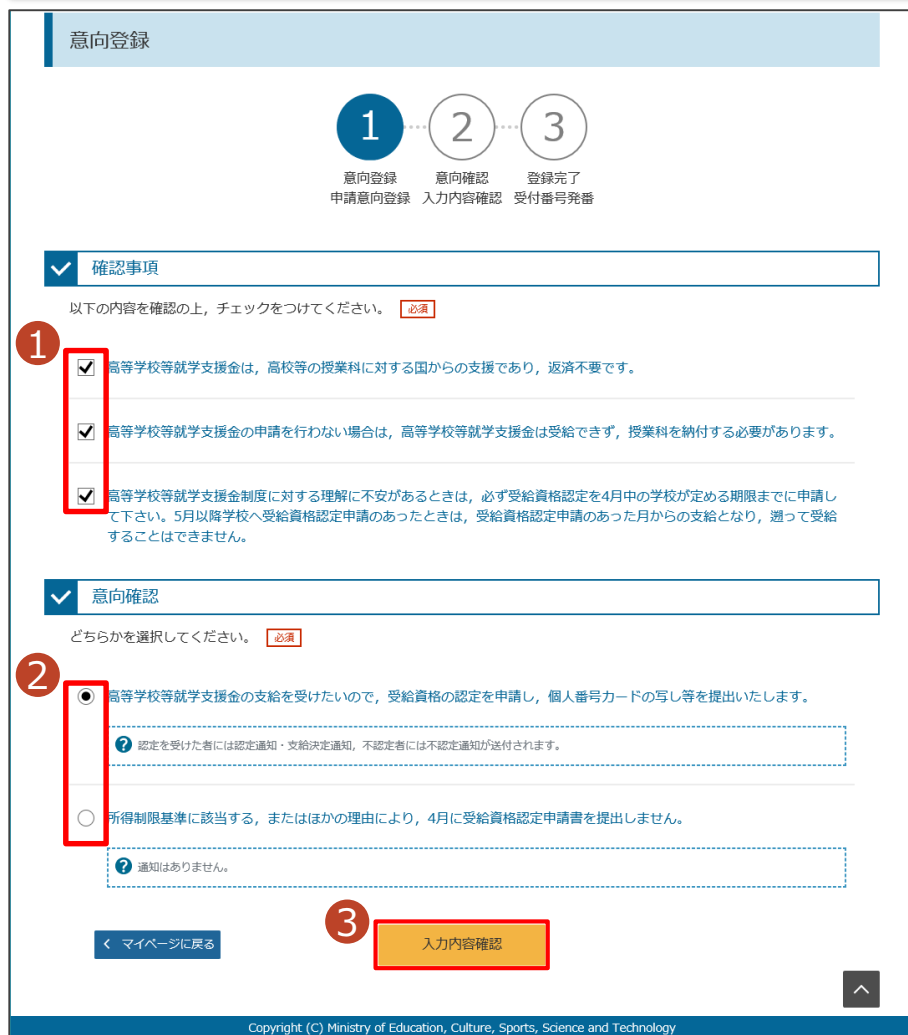 意向登録
1 2 3
意向登録 意向確認 登録完了
申請意向登録 入力内容確認 受付番号発番
確認事項
以下の内容を確認の上，チェックをつけてください。 必須
1
高等学校等就学支援金は，高校等の授業料に対する国からの支援であり，返済不要です。
高等学校等就学支援金の申請を行わない場合は，高等学校等就学支援金は受給できず，授業料を納付する必要があります。
高等学校等就学支援金制度に対する理解に不安があるときは，必ず受給資格認定を4月中の学校が定める期限までに申請し
て下さい。5月以降学校へ受給資格認定申請のあったときは，受給資格認定申請のあった月からの支給となり，遡って受給
することはできません。
意向確認
どちらかを選択してください。 必須
2
高等学校等就学支援金の支給を受けたいので，受給資格の認定を申請し，個人番号カードの写し等を提出いたします。
? 認定を受けた者には認定通知・支給決定通知，不認定者には不認定通知が送付されます。
所得制限基準に該当する，またはほかの理由により，4月に受給資格認定申請書を提出しません。
? 通知はありません。
3
マイページに戻る 入力内容確認
Copyright (C) Ministry of Education, Culture, Sports, Science and Technology